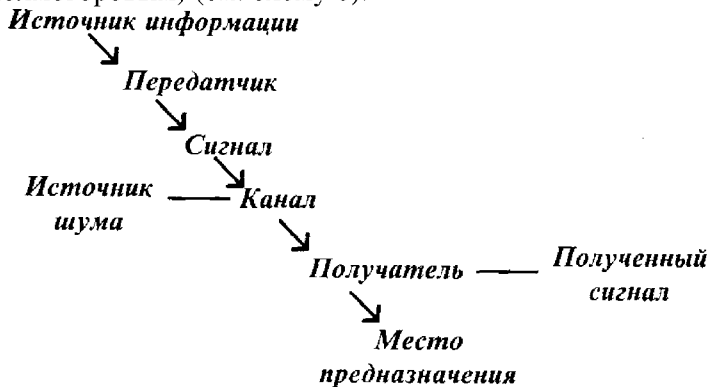 Источник информации
Передатчик
Сигнал
Источник
шума
Канал
Получатель
Полученный
сигнал
Место
предназначения